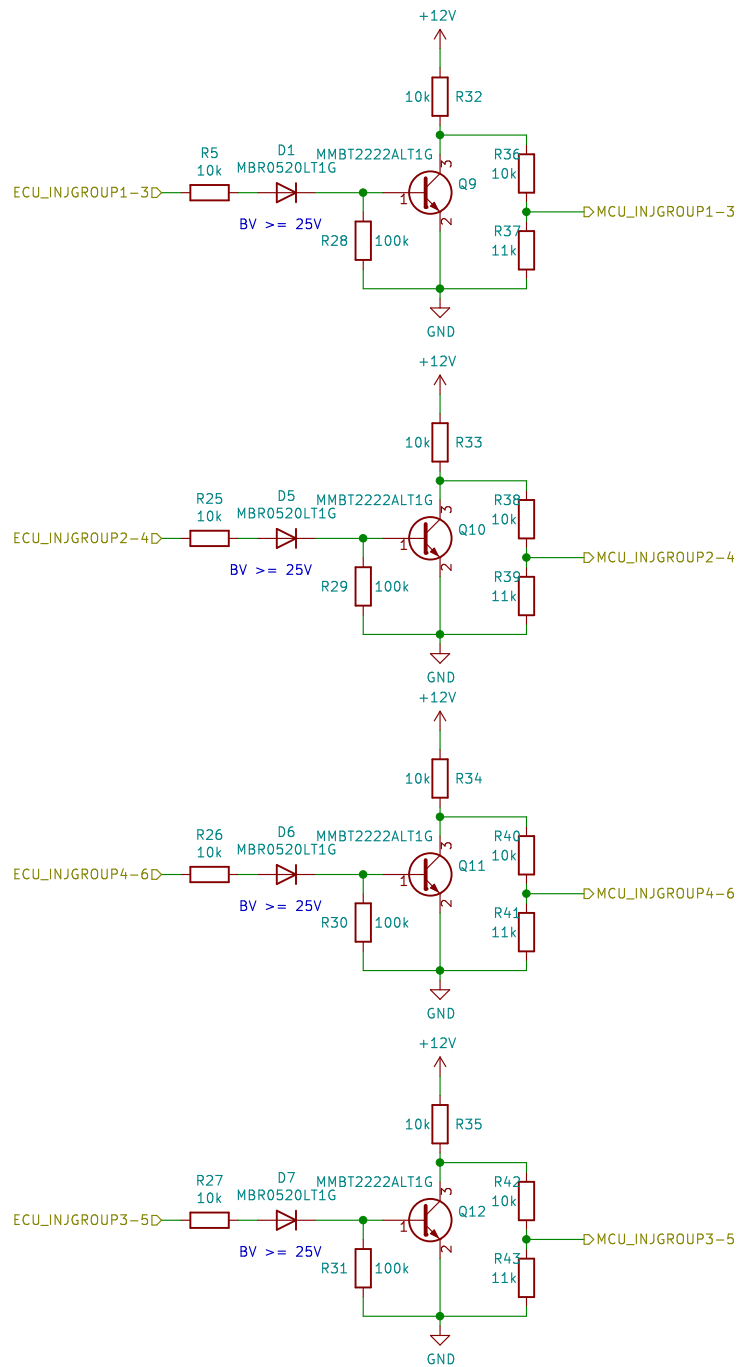 +12V
10k R32
R5
10k
D1
MBR0520LT1G
MMBT2222ALT1G
3
Q9
R36
10k
ECU_INJGROUP1-3
1
2
MCU_INJGROUP1-3
BV >= 25V
R28 100k
R37
11k
GND
+12V
10k R33
R25
10k
D5
MBR0520LT1G
MMBT2222ALT1G
3
Q10
R38
10k
ECU_INJGROUP2-4
1
2
MCU_INJGROUP2-4
BV >= 25V
R29 100k
R39
11k
GND
+12V
10k R34
R26
10k
D6
MBR0520LT1G
MMBT2222ALT1G
3
Q11
R40
10k
ECU_INJGROUP4-6
1
2
MCU_INJGROUP4-6
BV >= 25V
R30 100k
R41
11k
GND
+12V
10k R35
R27
10k
D7
MBR0520LT1G
MMBT2222ALT1G
3
Q12
R42
10k
ECU_INJGROUP3-5
1
2
MCU_INJGROUP3-5
BV >= 25V
R31 100k
R43
11k
GND